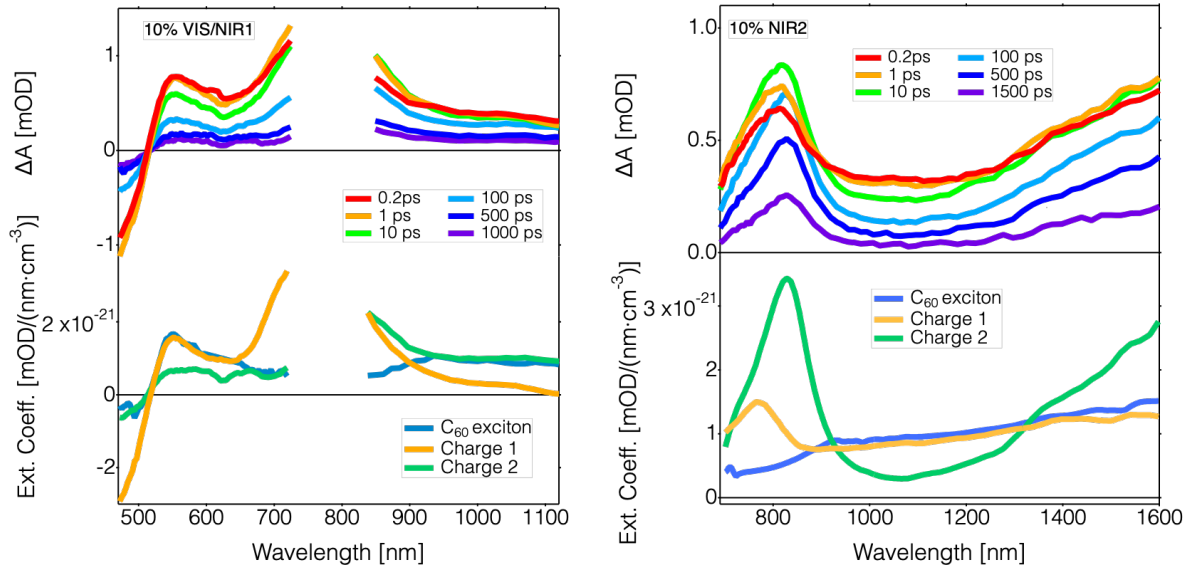 10% VIS/NIR1
1
0
-1
ΔA [mOD]
0.2ps
1 ps
10 ps
100 ps
500 ps
1000 ps
2 x10⁻²¹
0
-2
Ext. Coeff. [mOD/(nm·cm⁻³)]
C₆₀ exciton
Charge 1
Charge 2
500 600 700 800 900 1000 1100
Wavelength [nm]
10% NIR2
1.0
0.5
0.0
ΔA [mOD]
0.2ps
1 ps
10 ps
100 ps
500 ps
1500 ps
3 x10⁻²¹
2
1
0
Ext. Coeff. [mOD/(nm·cm⁻³)]
C₆₀ exciton
Charge 1
Charge 2
800 1000 1200 1400 1600
Wavelength [nm]